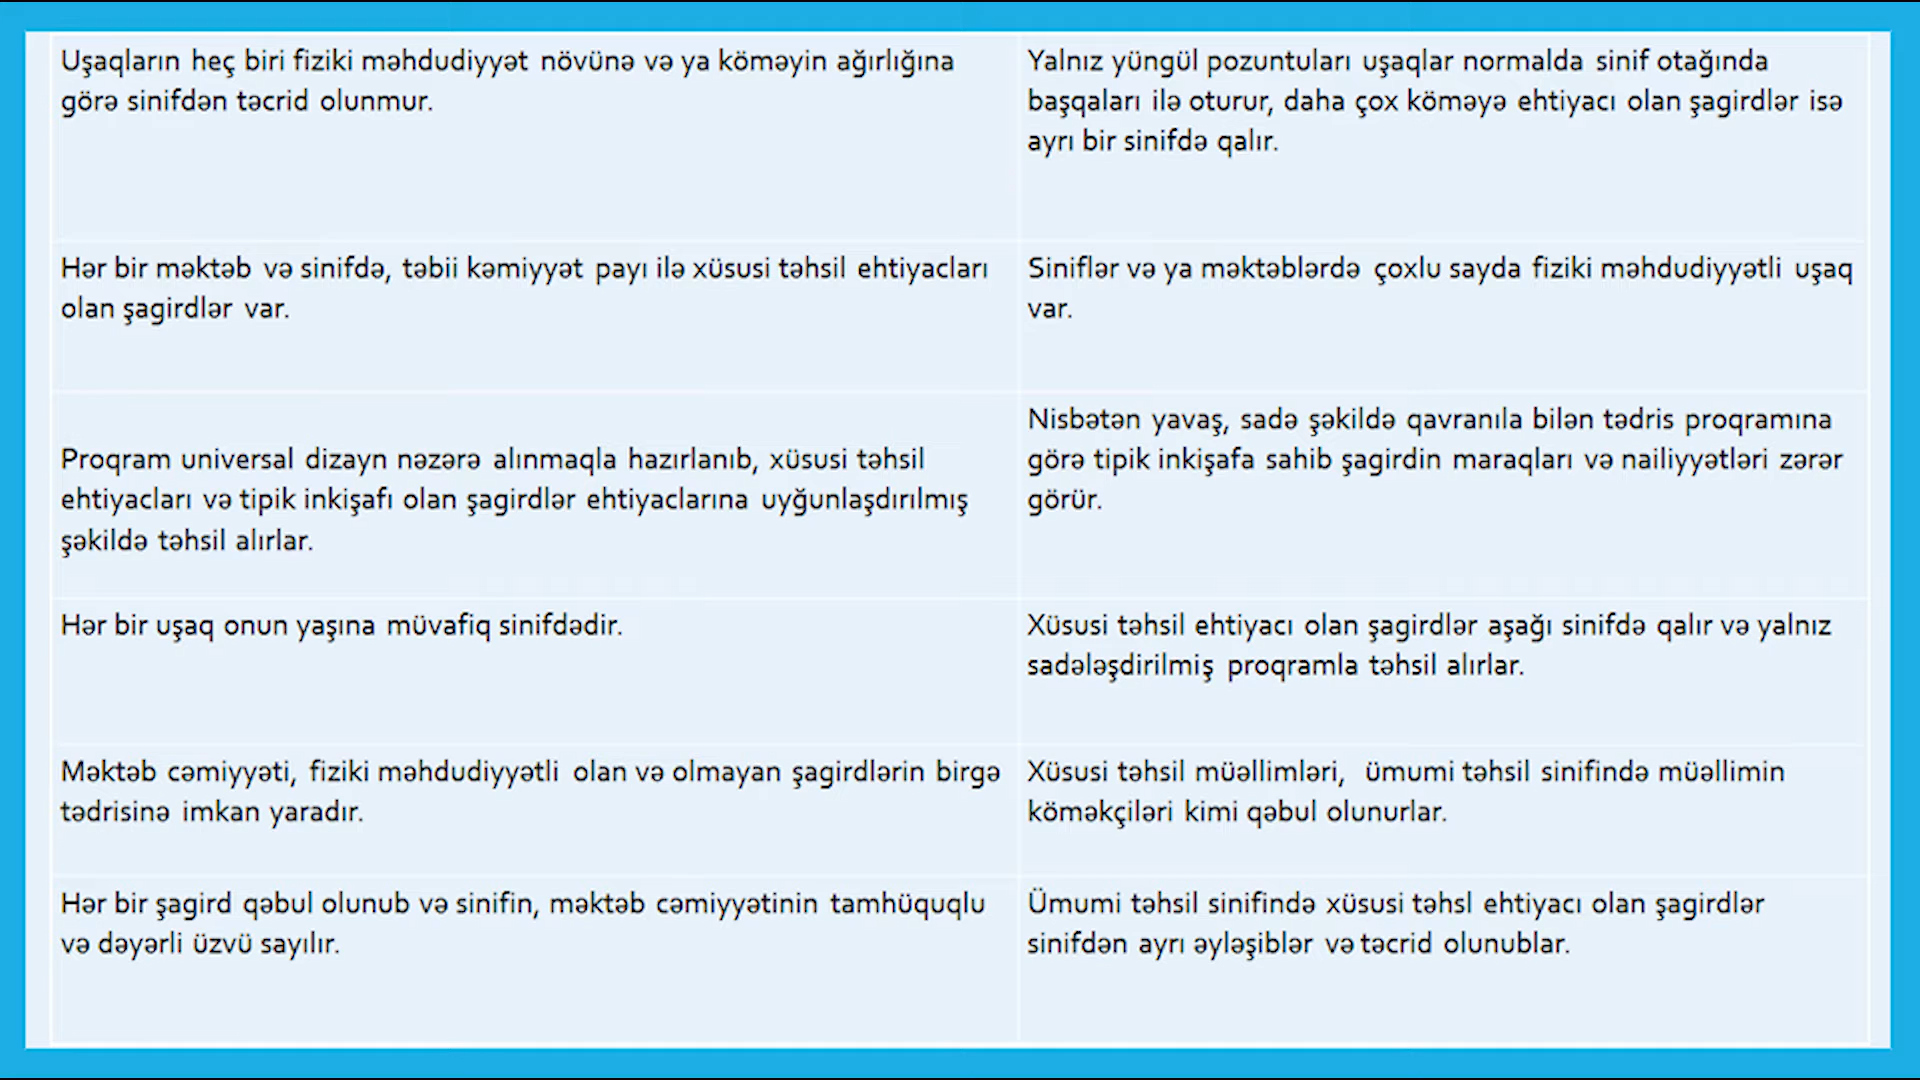 Uşaqların heç biri fiziki məhdudiyyət növünə və ya köməyin ağırlığına
görə sinifdən təcrid olunmur.
Yalnız yüngül pozuntuları uşaqlar normalda sinif otağında
başqaları ilə oturur, daha çox köməyə ehtiyacı olan şagirdlər isə
ayrı bir sinifdə qalır.
Hər bir məktəb və sinifdə, təbii kəmiyyət payı ilə xüsusi təhsil ehtiyacları
olan şagirdlər var.
Siniflər və ya məktəblərdə çoxlu sayda fiziki məhdudiyyətli uşaq
var.
Proqram universal dizayn nəzərə alınmaqla hazırlanıb, xüsusi təhsil
ehtiyacları və tipik inkişafı olan şagirdlər ehtiyaclarına uyğunlaşdırılmış
şəkildə təhsil alırlar.
Nisbətən yavaş, sadə şəkildə qavranıla bilən tədris proqramına
görə tipik inkişafa sahib şagirdin maraqları və nailiyyətləri zərər
görür.
Hər bir uşaq onun yaşına müvafiq sinifdədir.
Xüsusi təhsil ehtiyacı olan şagirdlər aşağı sinifdə qalır və yalnız
sadələşdirilmiş proqramla təhsil alırlar.
Məktəb cəmiyyəti, fiziki məhdudiyyətli olan və olmayan şagirdlərin birgə
tədrisinə imkan yaradır.
Xüsusi təhsil müəllimləri, ümumi təhsil sinifində müəllimin
köməkçiləri kimi qəbul olunurlar.
Hər bir şagird qəbul olunub və sinifin, məktəb cəmiyyətinin tamhüquqlu
və dəyərli üzvü sayılır.
Ümumi təhsil sinifində xüsusi təhsl ehtiyacı olan şagirdlər
sinifdən ayrı əyləşiblər və təcrid olunublar.